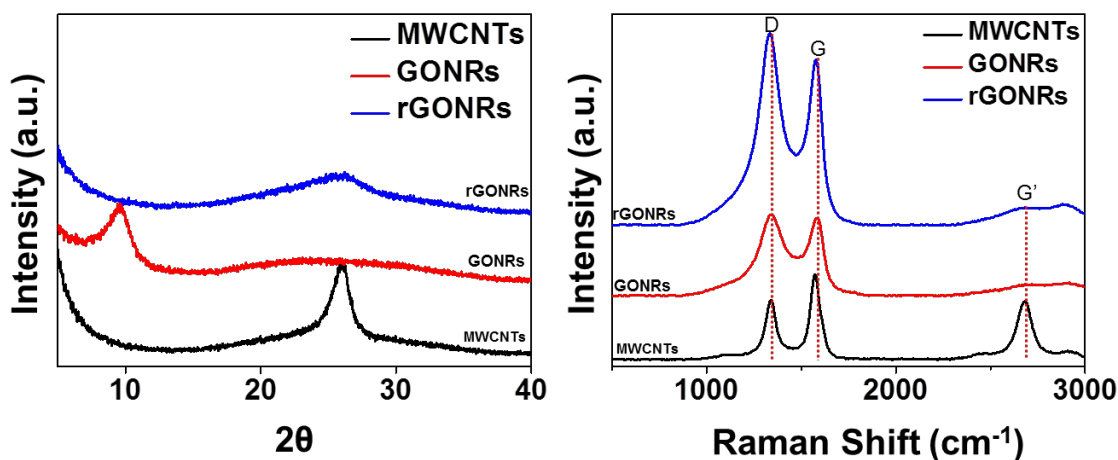 MWCNTs
GONRs
rGONRs
rGONRs
GONRs
MWCNTs
Intensity (a.u.)
10 20 30 40
2θ
D
G
MWCNTs
GONRs
rGONRs
G'
rGONRs
GONRs
MWCNTs
Intensity (a.u.)
1000 2000 3000
Raman Shift (cm⁻¹)